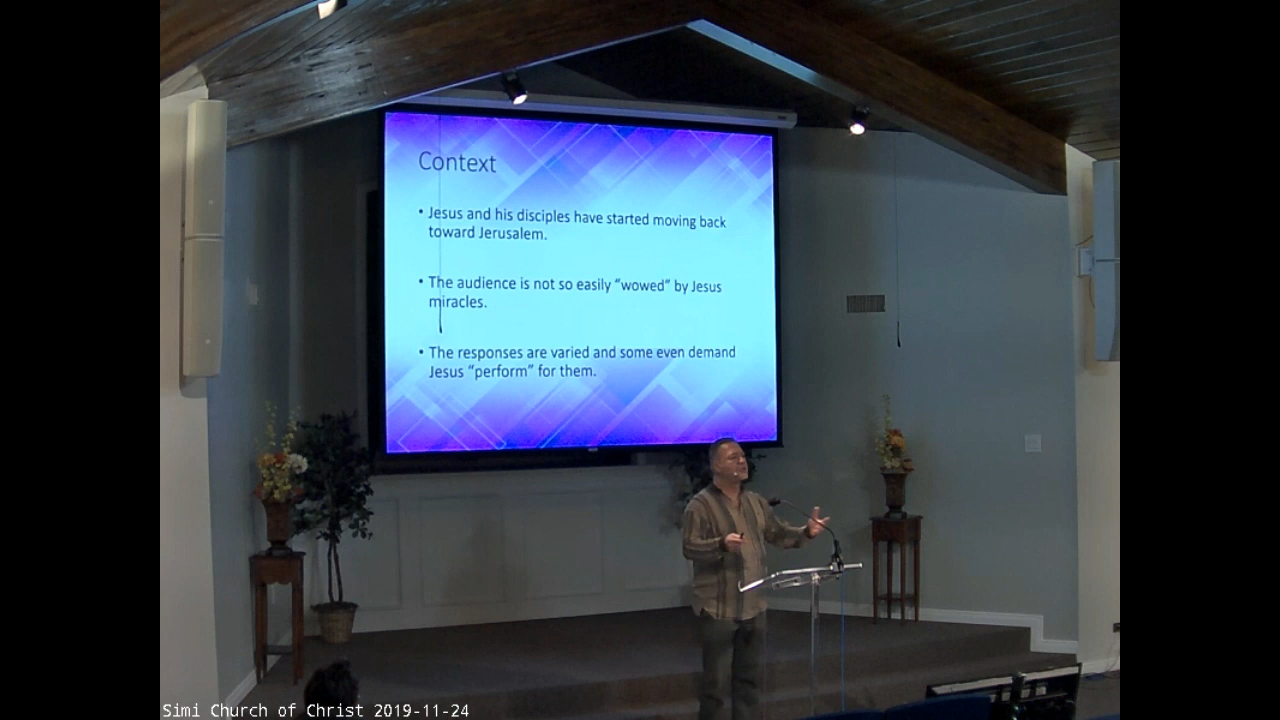 Context
• Jesus and his disciples have started moving back
toward Jerusalem.
• The audience is not so easily “wowed” by Jesus
miracles.
• The responses are varied and some even demand
Jesus “perform” for them.
Simi Church of Christ 2019-11-24